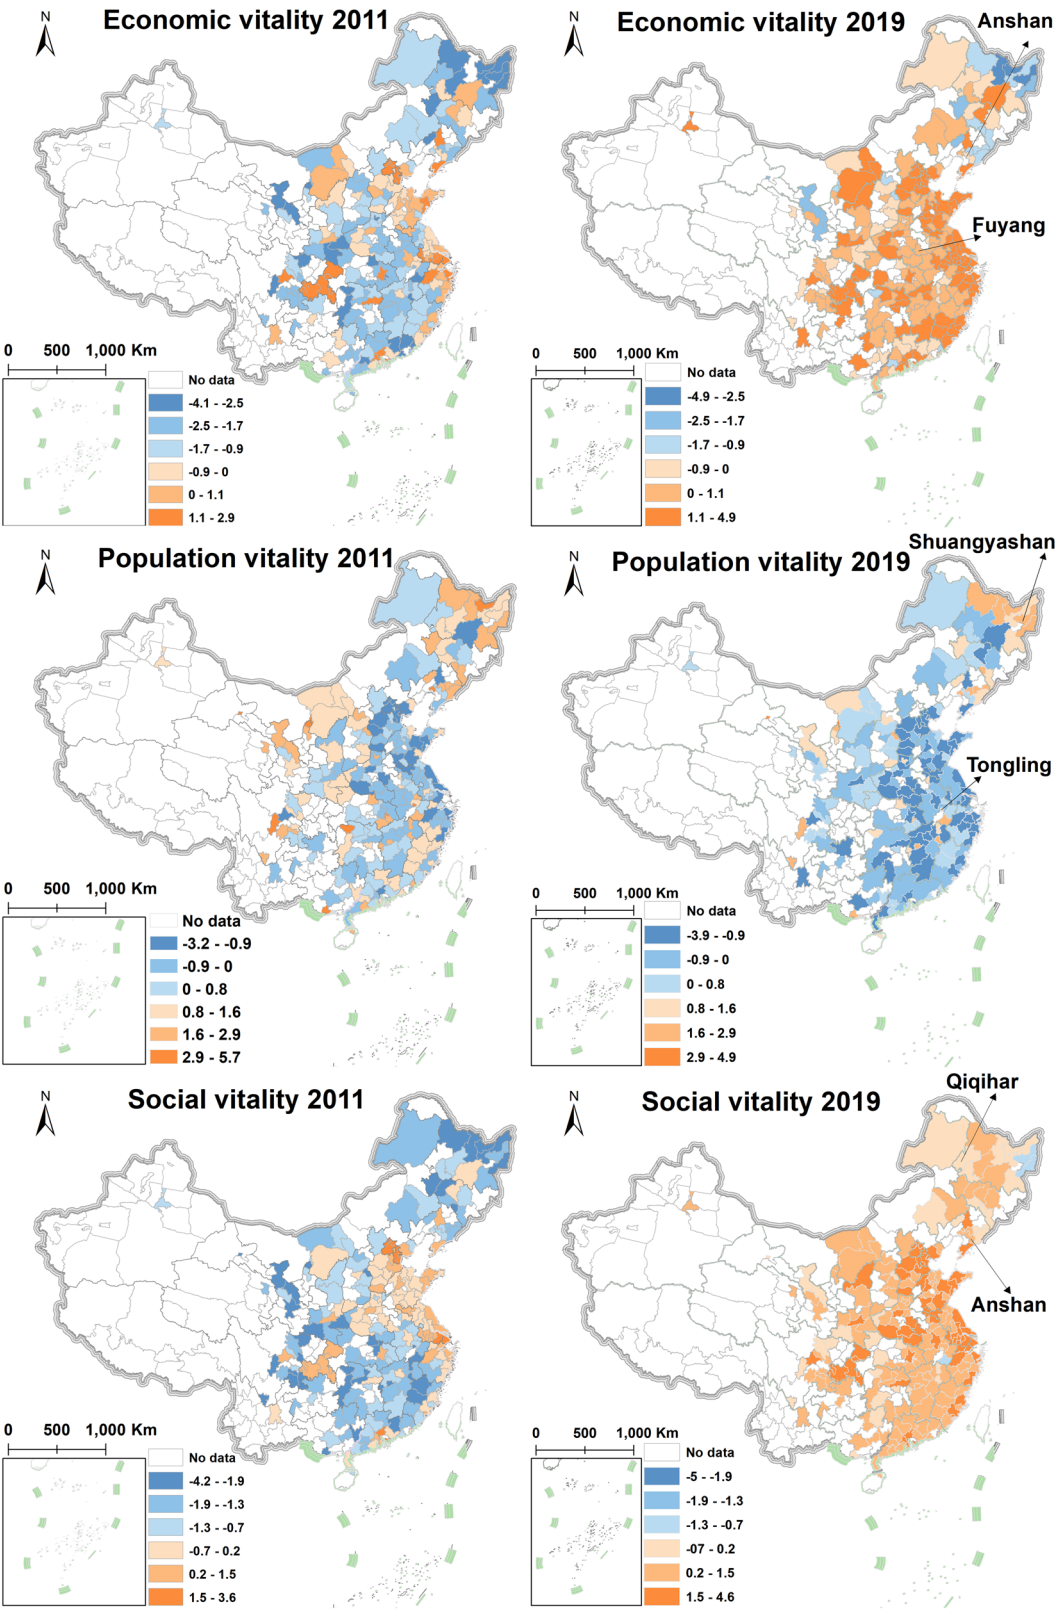 Economic vitality 2011
N
0 500 1,000 Km
No data
-4.1 - -2.5
-2.5 - -1.7
-1.7 - -0.9
-0.9 - 0
0 - 1.1
1.1 - 2.9
Economic vitality 2019
N
Anshan
Fuyang
0 500 1,000 Km
No data
-4.9 - -2.5
-2.5 - -1.7
-1.7 - -0.9
-0.9 - 0
0 - 1.1
1.1 - 4.9
Population vitality 2011
N
0 500 1,000 Km
No data
-3.2 - -0.9
-0.9 - 0
0 - 0.8
0.8 - 1.6
1.6 - 2.9
2.9 - 5.7
Population vitality 2019
N
Shuangyashan
Tongling
0 500 1,000 Km
No data
-3.9 - -0.9
-0.9 - 0
0 - 0.8
0.8 - 1.6
1.6 - 2.9
2.9 - 4.9
Social vitality 2011
N
0 500 1,000 Km
No data
-4.2 - -1.9
-1.9 - -1.3
-1.3 - -0.7
-0.7 - 0.2
0.2 - 1.5
1.5 - 3.6
Social vitality 2019
N
Qiqihar
Anshan
0 500 1,000 Km
No data
-5 - -1.9
-1.9 - -1.3
-1.3 - -0.7
-07 - 0.2
0.2 - 1.5
1.5 - 4.6